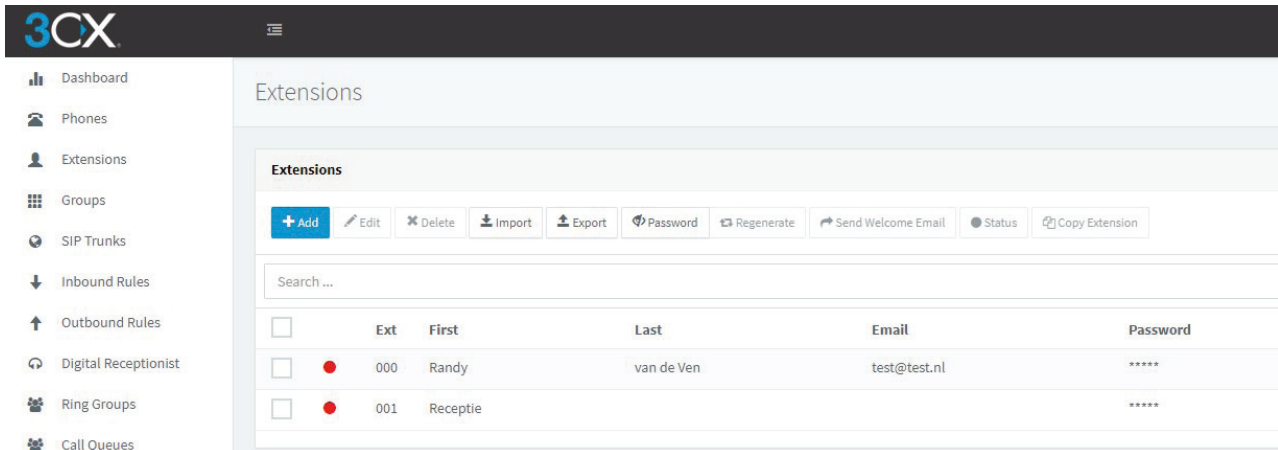 3CX
Dashboard
Phones
Extensions
Groups
SIP Trunks
Inbound Rules
Outbound Rules
Digital Receptionist
Ring Groups
Call Queues
Extensions
Extensions
Add Edit Delete Import Export Password Regenerate Send Welcome Email Status Copy Extension
Search ...
Ext First Last Email Password
000 Randy van de Ven test@test.nl *****
001 Receptie *****